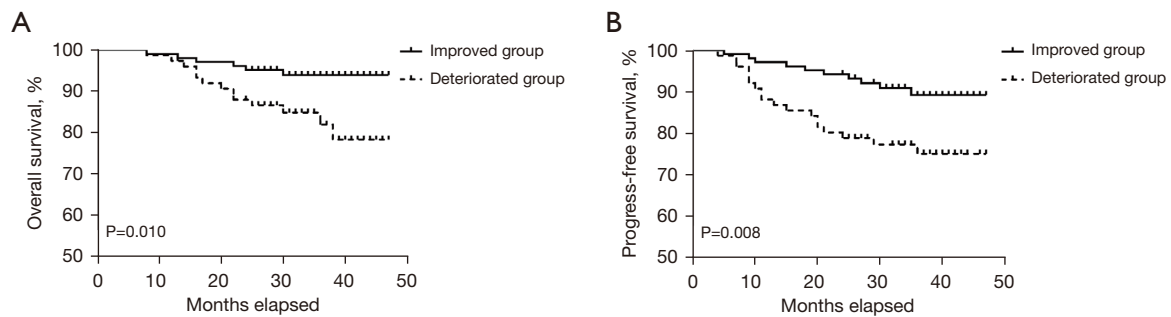 A
Overall survival, %
100
90
80
70
60
50
P=0.010
0 10 20 30 40 50
Months elapsed
Improved group
Deteriorated group
B
Progress-free survival, %
100
90
80
70
60
50
P=0.008
0 10 20 30 40 50
Months elapsed
Improved group
Deteriorated group